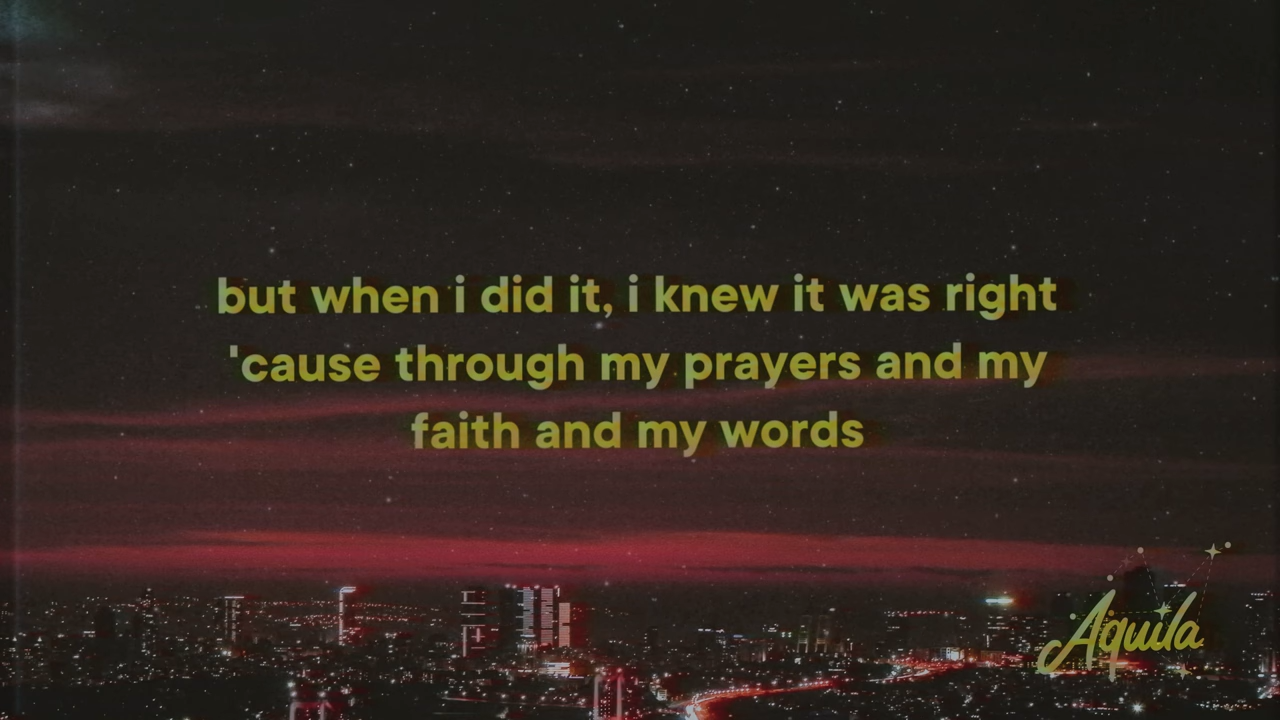 but when i did it, i knew it was right
'cause through my prayers and my
faith and my words
Aquila